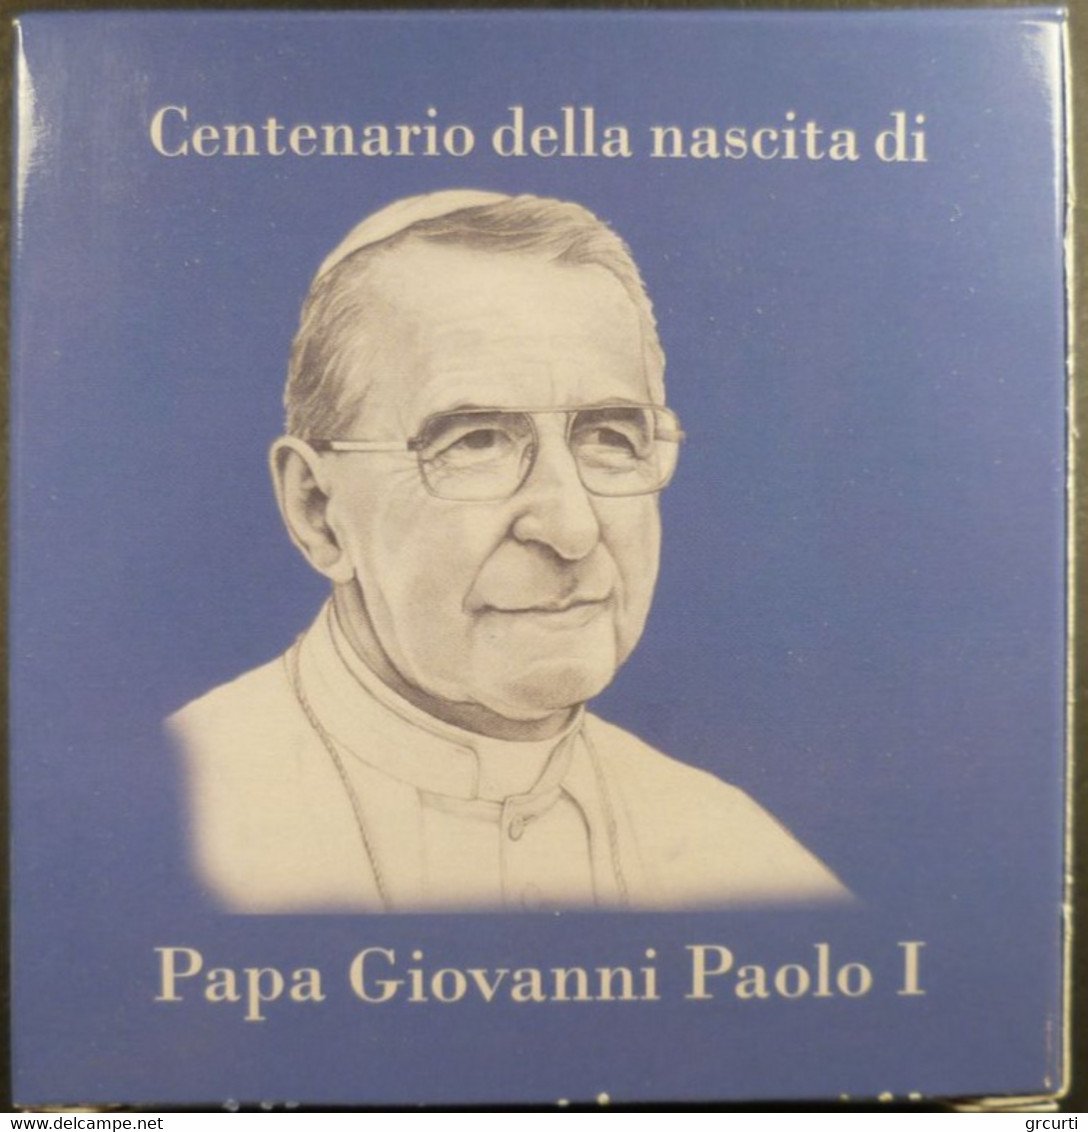 Centenario della nascita di
Papa Giovanni Paolo I
www.delcampe.net
grcurti